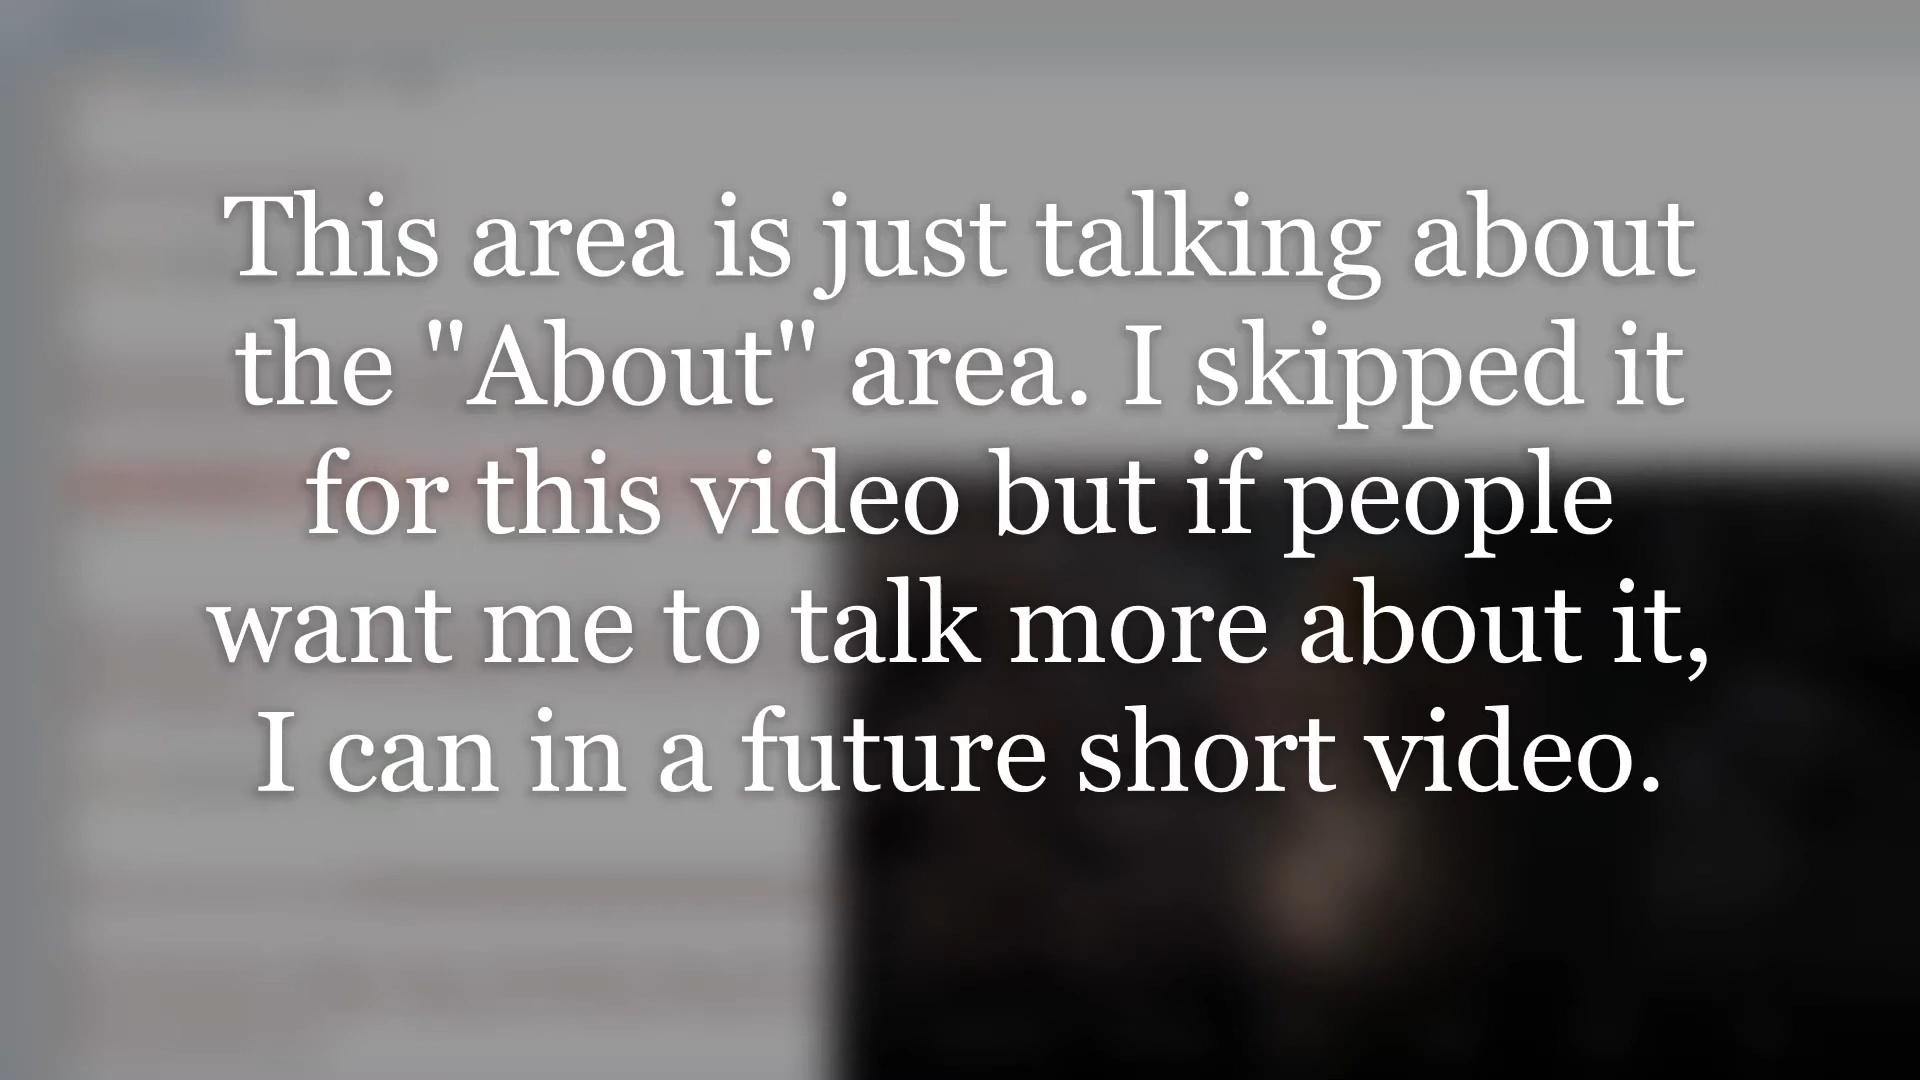 This area is just talking about
the "About" area. I skipped it
for this video but if people
want me to talk more about it,
I can in a future short video.